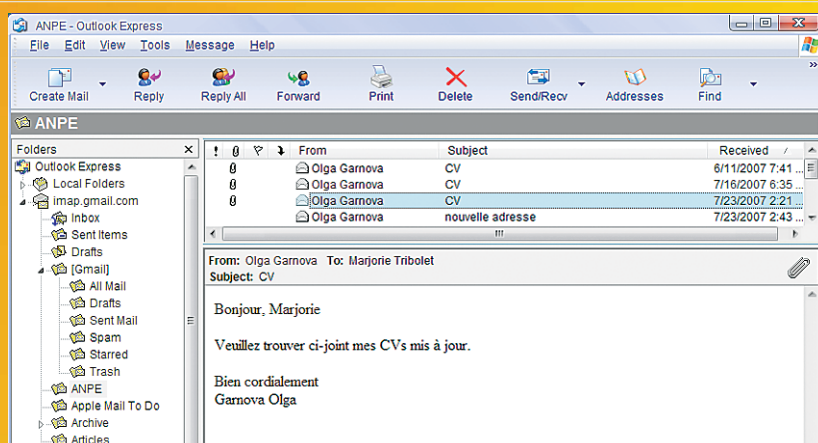 ANPE - Outlook Express
File Edit View Tools Message Help
Create Mail Reply Reply All Forward Print Delete Send/Recv Addresses Find
ANPE
Folders x
! From Subject Received
Outlook Express
Olga Garnova CV 6/11/2007 7:41 ...
Local Folders
Olga Garnova CV 7/16/2007 6:35 ...
imap.gmail.com
Olga Garnova CV 7/23/2007 2:21 ...
Inbox
Olga Garnova nouvelle adresse 7/23/2007 2:43 ...
Sent Items
Drafts
[Gmail]
All Mail
Drafts
Sent Mail
Spam
Starred
Trash
ANPE
Apple Mail To Do
Archive
Articles
From: Olga Garnova To: Marjorie Tribolet
Subject: CV
Bonjour, Marjorie
Veuillez trouver ci-joint mes CVs mis à jour.
Bien cordialement
Garnova Olga